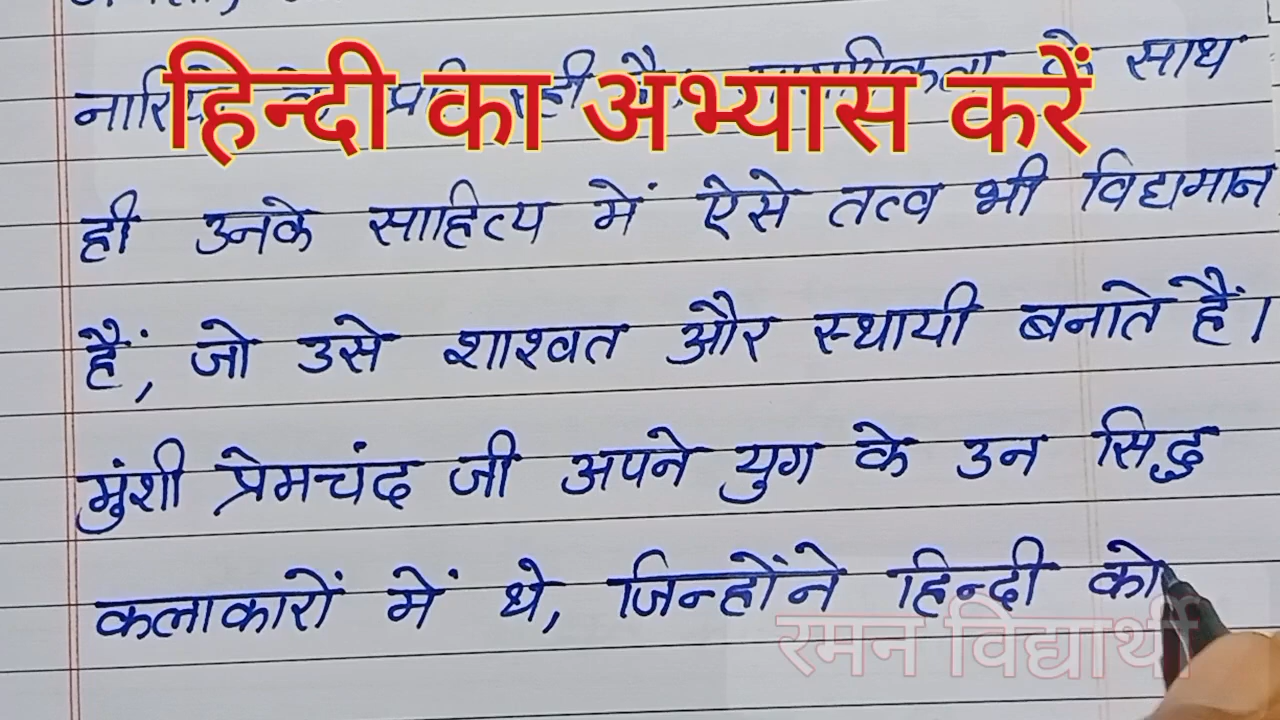 हिन्दी का अभ्यास करें
साथ
ही उनके साहित्य में ऐसे तत्व भी विद्यमान
हैं, जो उसे शाश्वत और स्थायी बनाते हैं।
मुंशी प्रेमचंद जी अपने युग के उन सिद्ध
कलाकारों में थे, जिन्होंने हिन्दी को
रमन विद्यार्थी